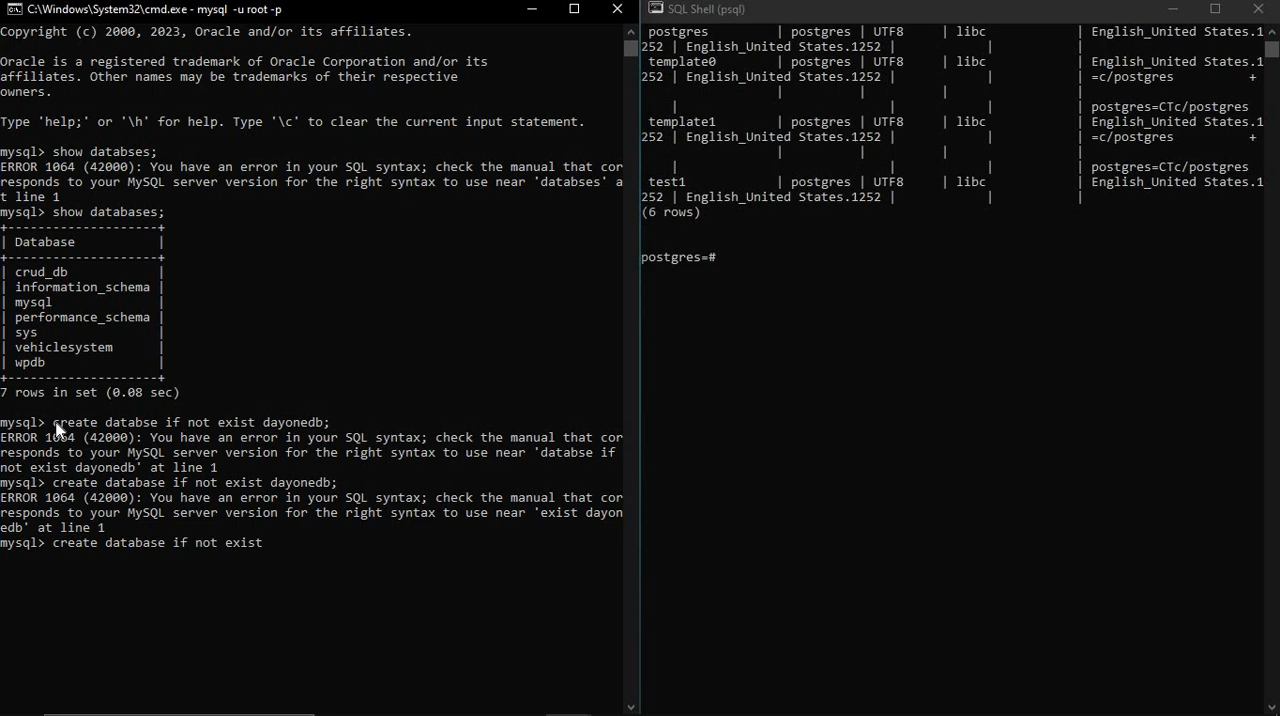 C:\Windows\System32\cmd.exe - mysql -u root -p
Copyright (c) 2000, 2023, Oracle and/or its affiliates.
Oracle is a registered trademark of Oracle Corporation and/or its
affiliates. Other names may be trademarks of their respective
owners.
Type 'help;' or '\h' for help. Type '\c' to clear the current input statement.
mysql> show databses;
ERROR 1064 (42000): You have an error in your SQL syntax; check the manual that cor
responds to your MySQL server version for the right syntax to use near 'databses' a
t line 1
mysql> show databases;
+--------------------+
| Database           |
+--------------------+
| crud_db            |
| information_schema |
| mysql              |
| performance_schema |
| sys                |
| vehiclesystem      |
| wpdb               |
+--------------------+
7 rows in set (0.08 sec)
mysql> create databse if not exist dayonedb;
ERROR 1064 (42000): You have an error in your SQL syntax; check the manual that cor
responds to your MySQL server version for the right syntax to use near 'databse if
not exist dayonedb' at line 1
mysql> create database if not exist dayonedb;
ERROR 1064 (42000): You have an error in your SQL syntax; check the manual that cor
responds to your MySQL server version for the right syntax to use near 'exist dayon
edb' at line 1
mysql> create database if not exist
SQL Shell (psql)
postgres         | postgres | UTF8     | libc            | English_United States.1
252 | English_United States.1252 |            |           |
template0        | postgres | UTF8     | libc            | English_United States.1
252 | English_United States.1252 |            |           | =c/postgres          +
                 |          |          |                 |
    |                            |            |           | postgres=CTc/postgres
template1        | postgres | UTF8     | libc            | English_United States.1
252 | English_United States.1252 |            |           | =c/postgres          +
                 |          |          |                 |
    |                            |            |           | postgres=CTc/postgres
test1            | postgres | UTF8     | libc            | English_United States.1
252 | English_United States.1252 |            |           |
(6 rows)
postgres=#